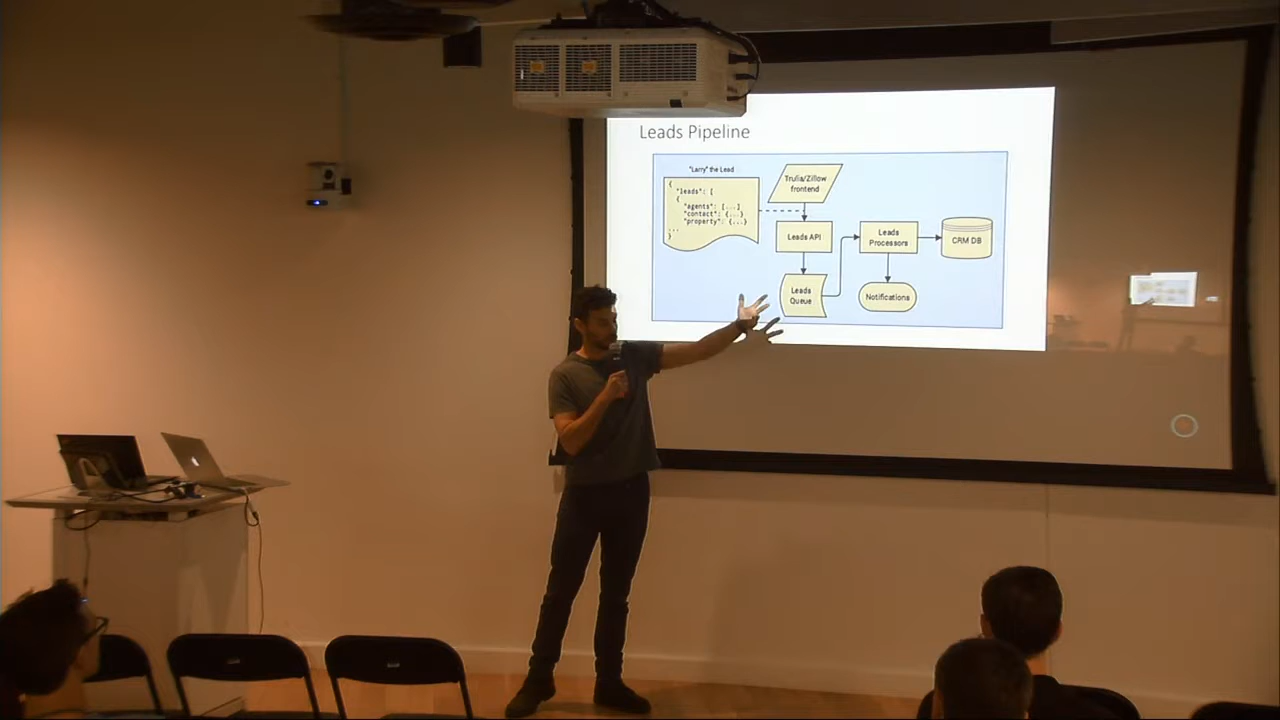 Leads Pipeline
"Larry" the Lead
{
"leads": [
{
"agents": [...]
"contact": {...}
"property": {...}
...
}
Trulia/Zillow
frontend
Leads API
Leads
Queue
Leads
Processors
CRM DB
Notifications